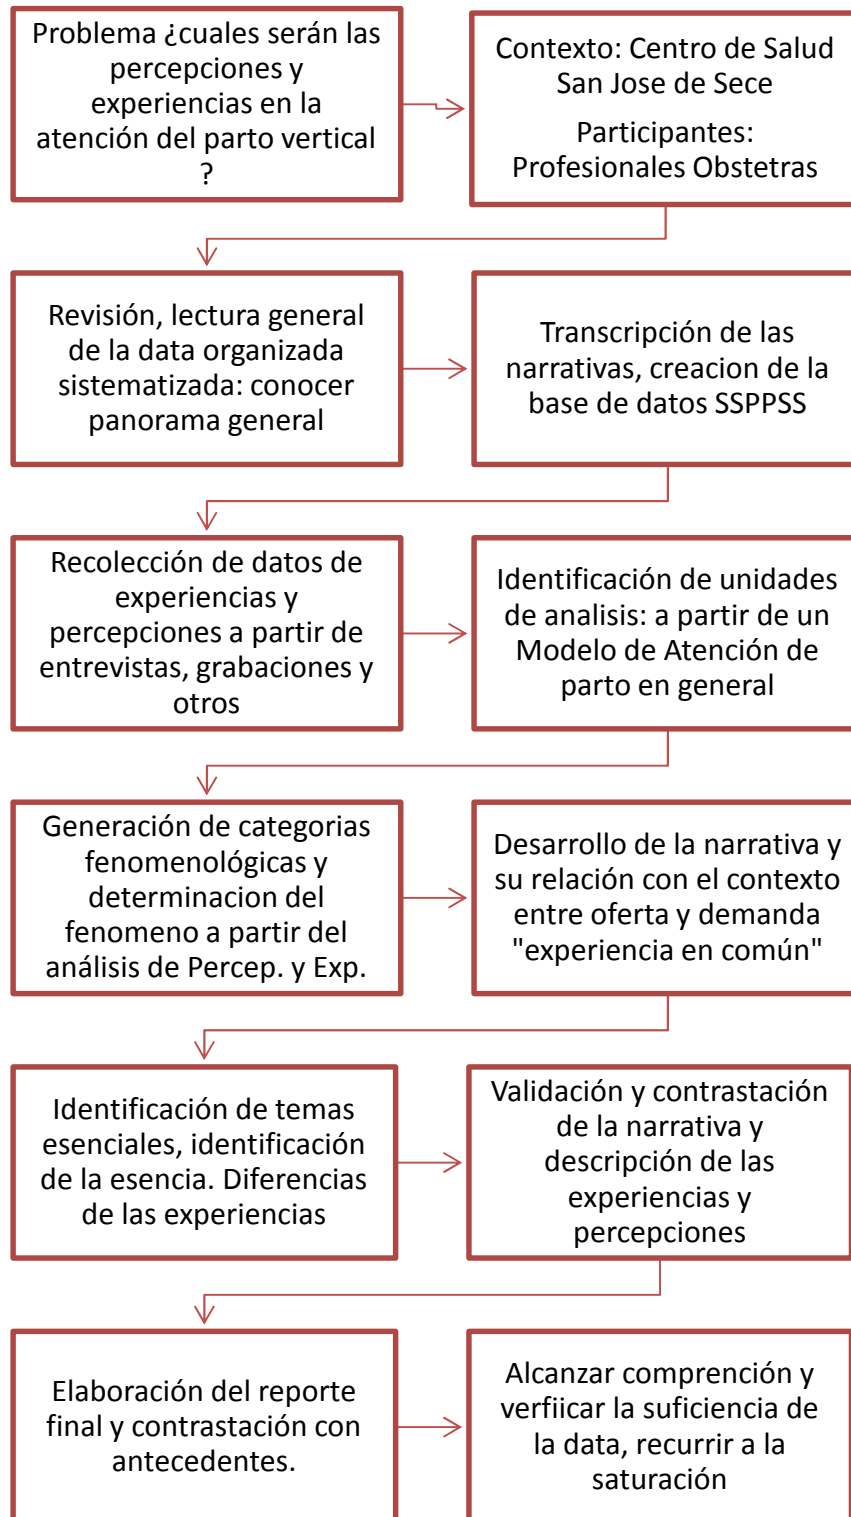 Problema ¿cuales serán las
percepciones y
experiencias en la
atención del parto vertical
?
Contexto: Centro de Salud
San Jose de Sece
Participantes:
Profesionales Obstetras
Revisión, lectura general
de la data organizada
sistematizada: conocer
panorama general
Transcripción de las
narrativas, creacion de la
base de datos SSPPSS
Recolección de datos de
experiencias y
percepciones a partir de
entrevistas, grabaciones y
otros
Identificación de unidades
de analisis: a partir de un
Modelo de Atención de
parto en general
Generación de categorias
fenomenológicas y
determinacion del
fenomeno a partir del
análisis de Percep. y Exp.
Desarrollo de la narrativa y
su relación con el contexto
entre oferta y demanda
"experiencia en común"
Identificación de temas
esenciales, identificación
de la esencia. Diferencias
de las experiencias
Validación y contrastación
de la narrativa y
descripción de las
experiencias y
percepciones
Elaboración del reporte
final y contrastación con
antecedentes.
Alcanzar comprención y
verfiicar la suficiencia de
la data, recurrir a la
saturación